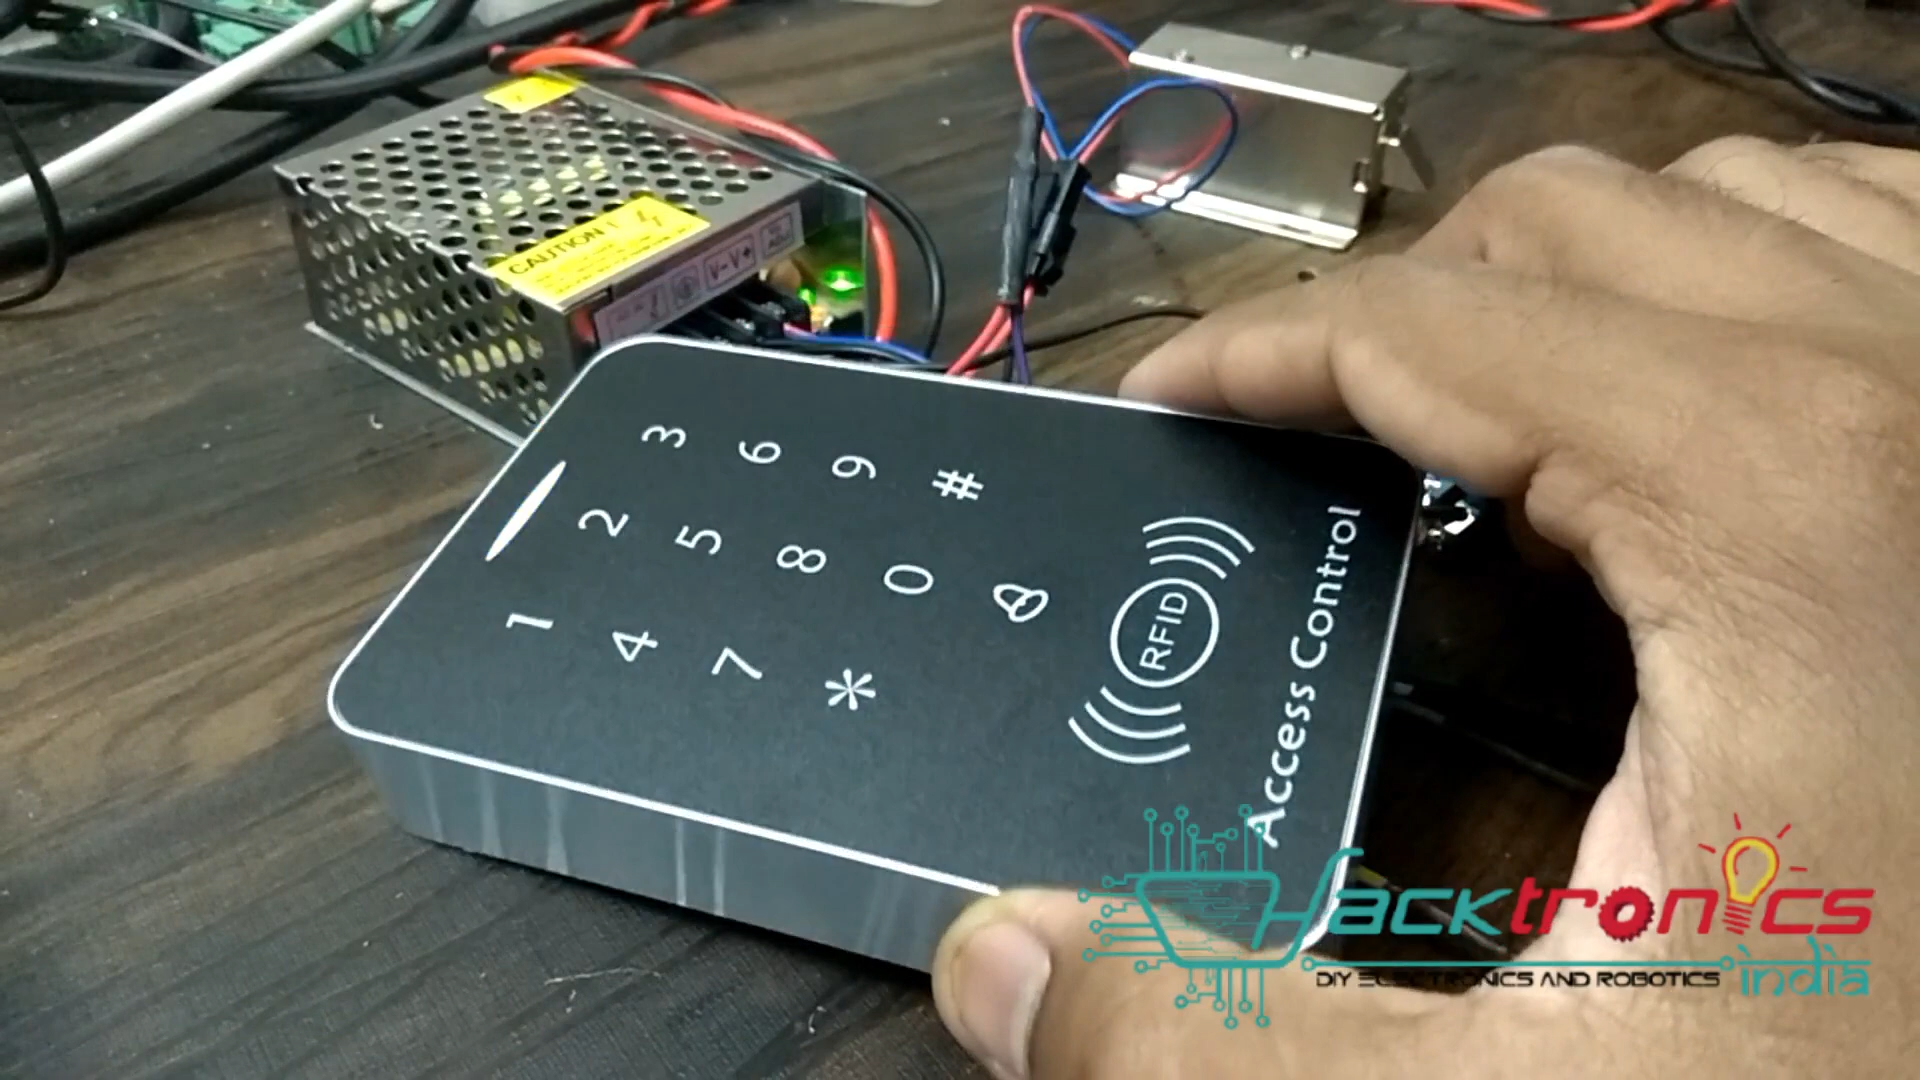 CAUTION !
V- V+
1 2 3
4 5 6
7 8 9
* 0 #
RFID
Access Control
Hacktronics
india
DIY ELECTRONICS AND ROBOTICS